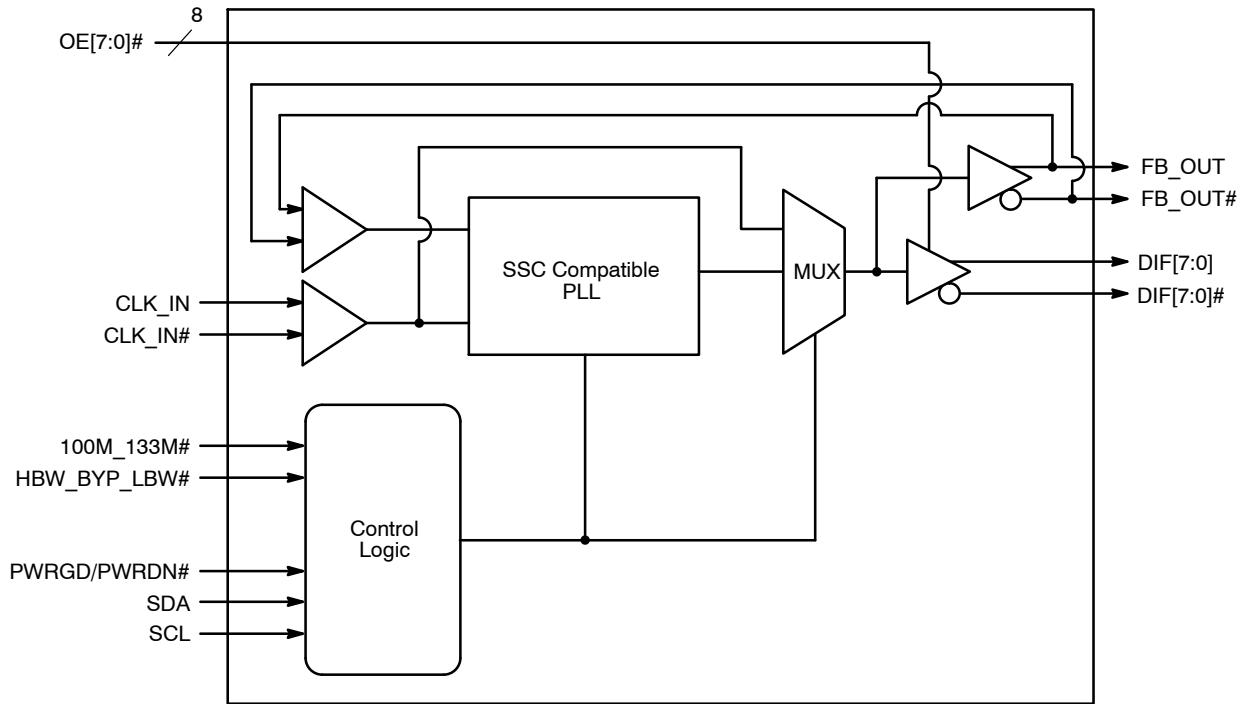 8
OE[7:0]#
FB_OUT
FB_OUT#
SSC Compatible
PLL
MUX
DIF[7:0]
DIF[7:0]#
CLK_IN
CLK_IN#
100M_133M#
HBW_BYP_LBW#
Control
Logic
PWRGD/PWRDN#
SDA
SCL